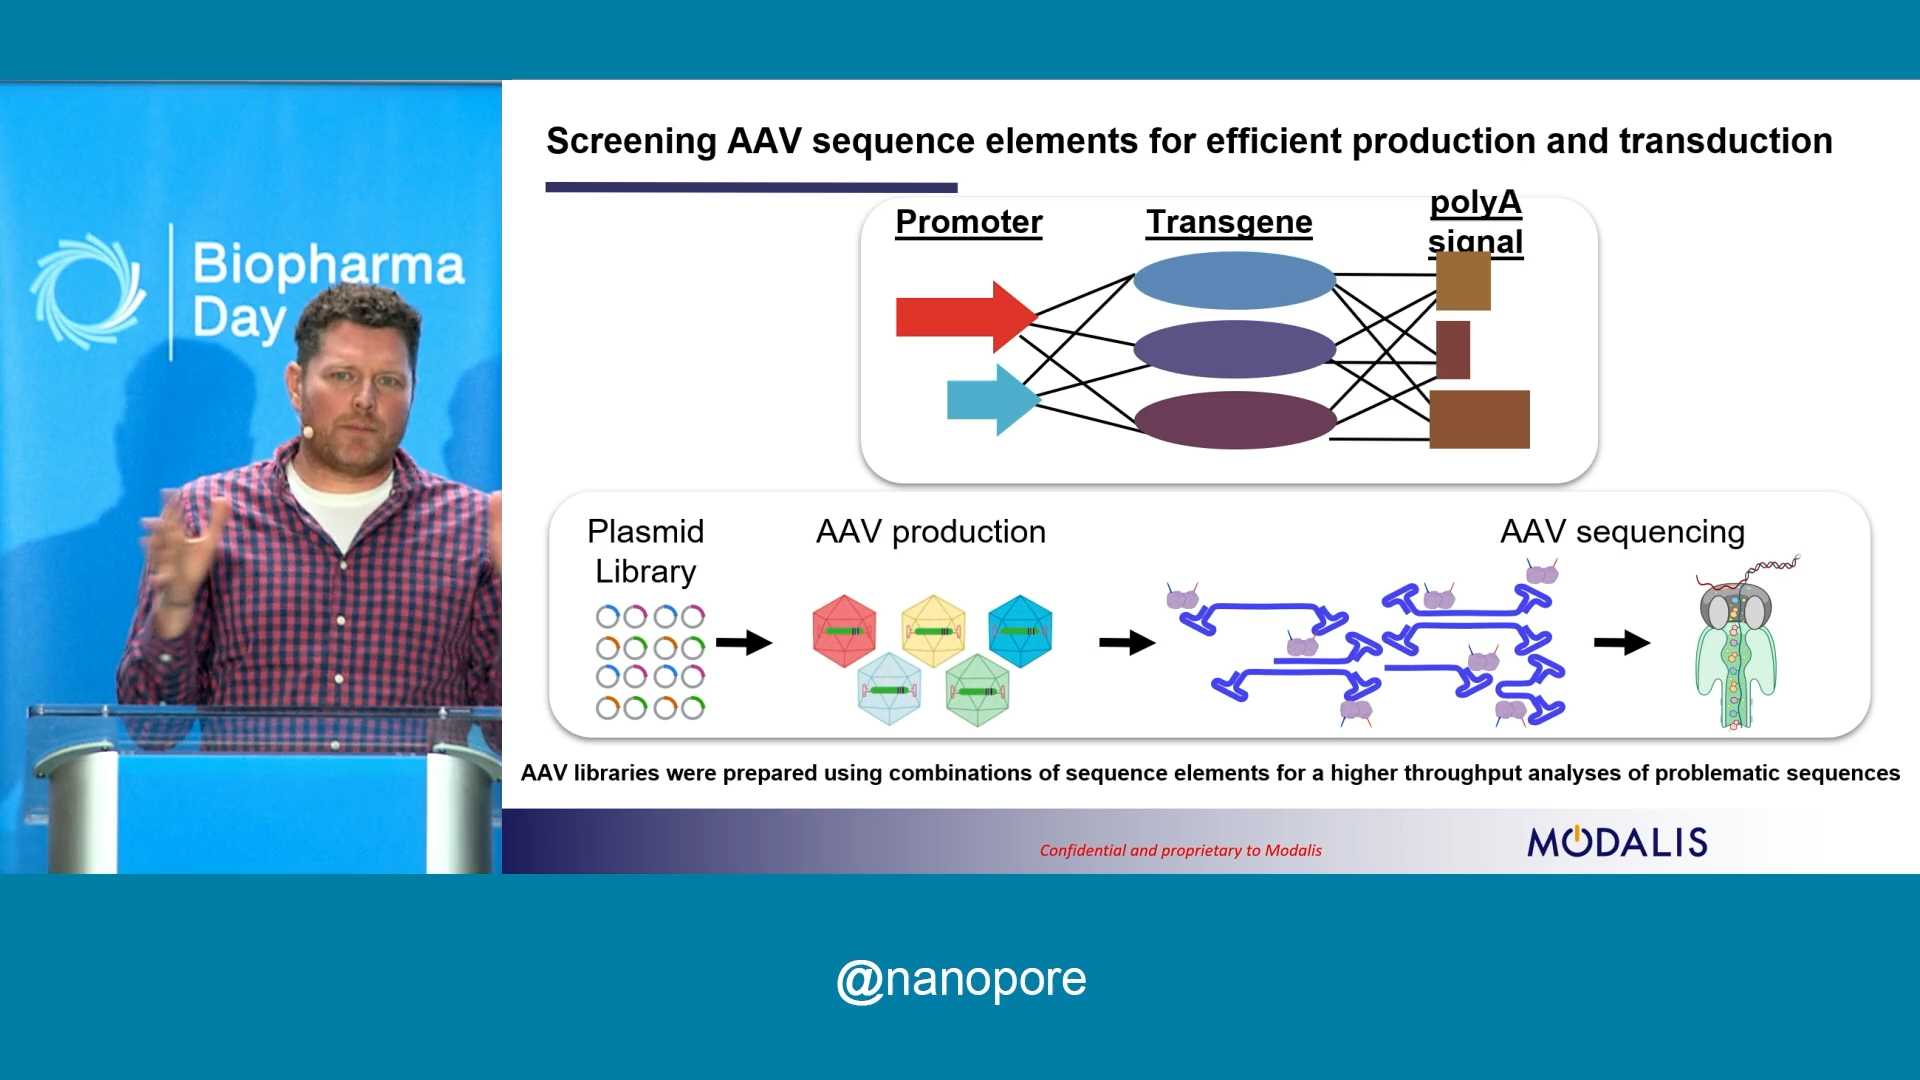 Biopharma
Day
Screening AAV sequence elements for efficient production and transduction
Promoter
Transgene
polyA
signal
Plasmid
Library
AAV production
AAV sequencing
AAV libraries were prepared using combinations of sequence elements for a higher throughput analyses of problematic sequences
Confidential and proprietary to Modalis
MODALIS
@nanopore